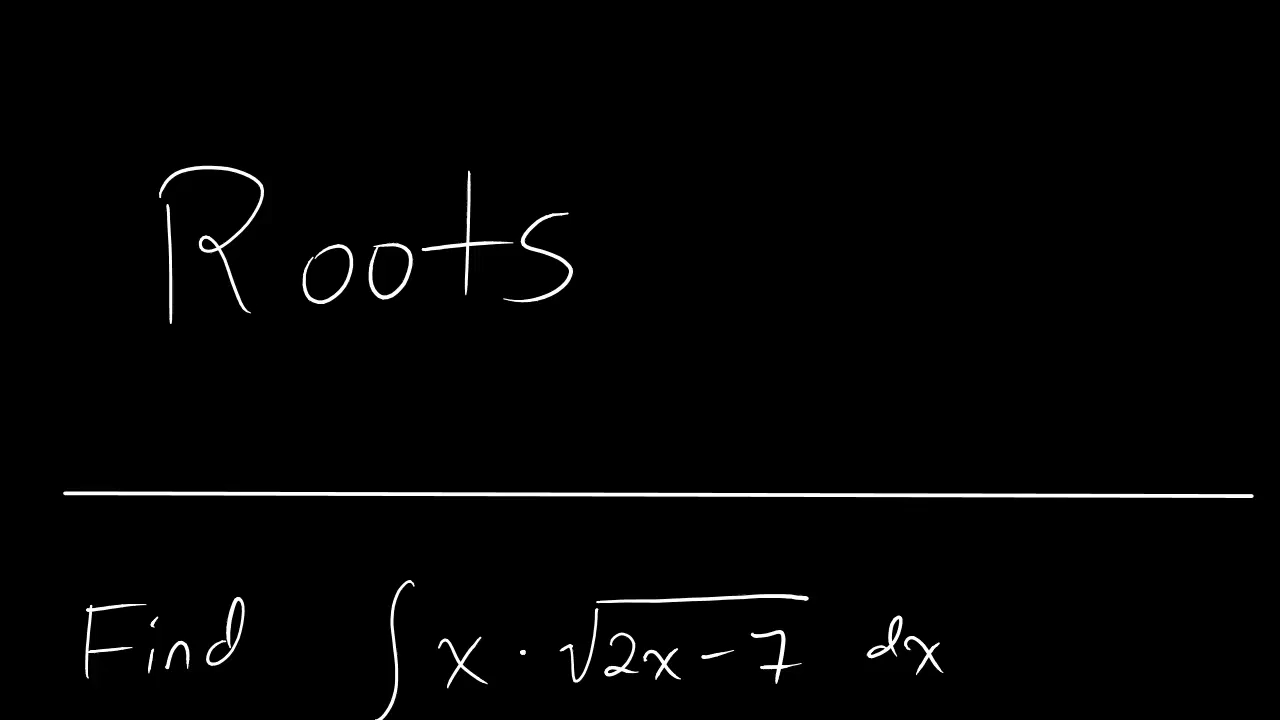 Roots
Find ∫ x · √(2x - 7) dx